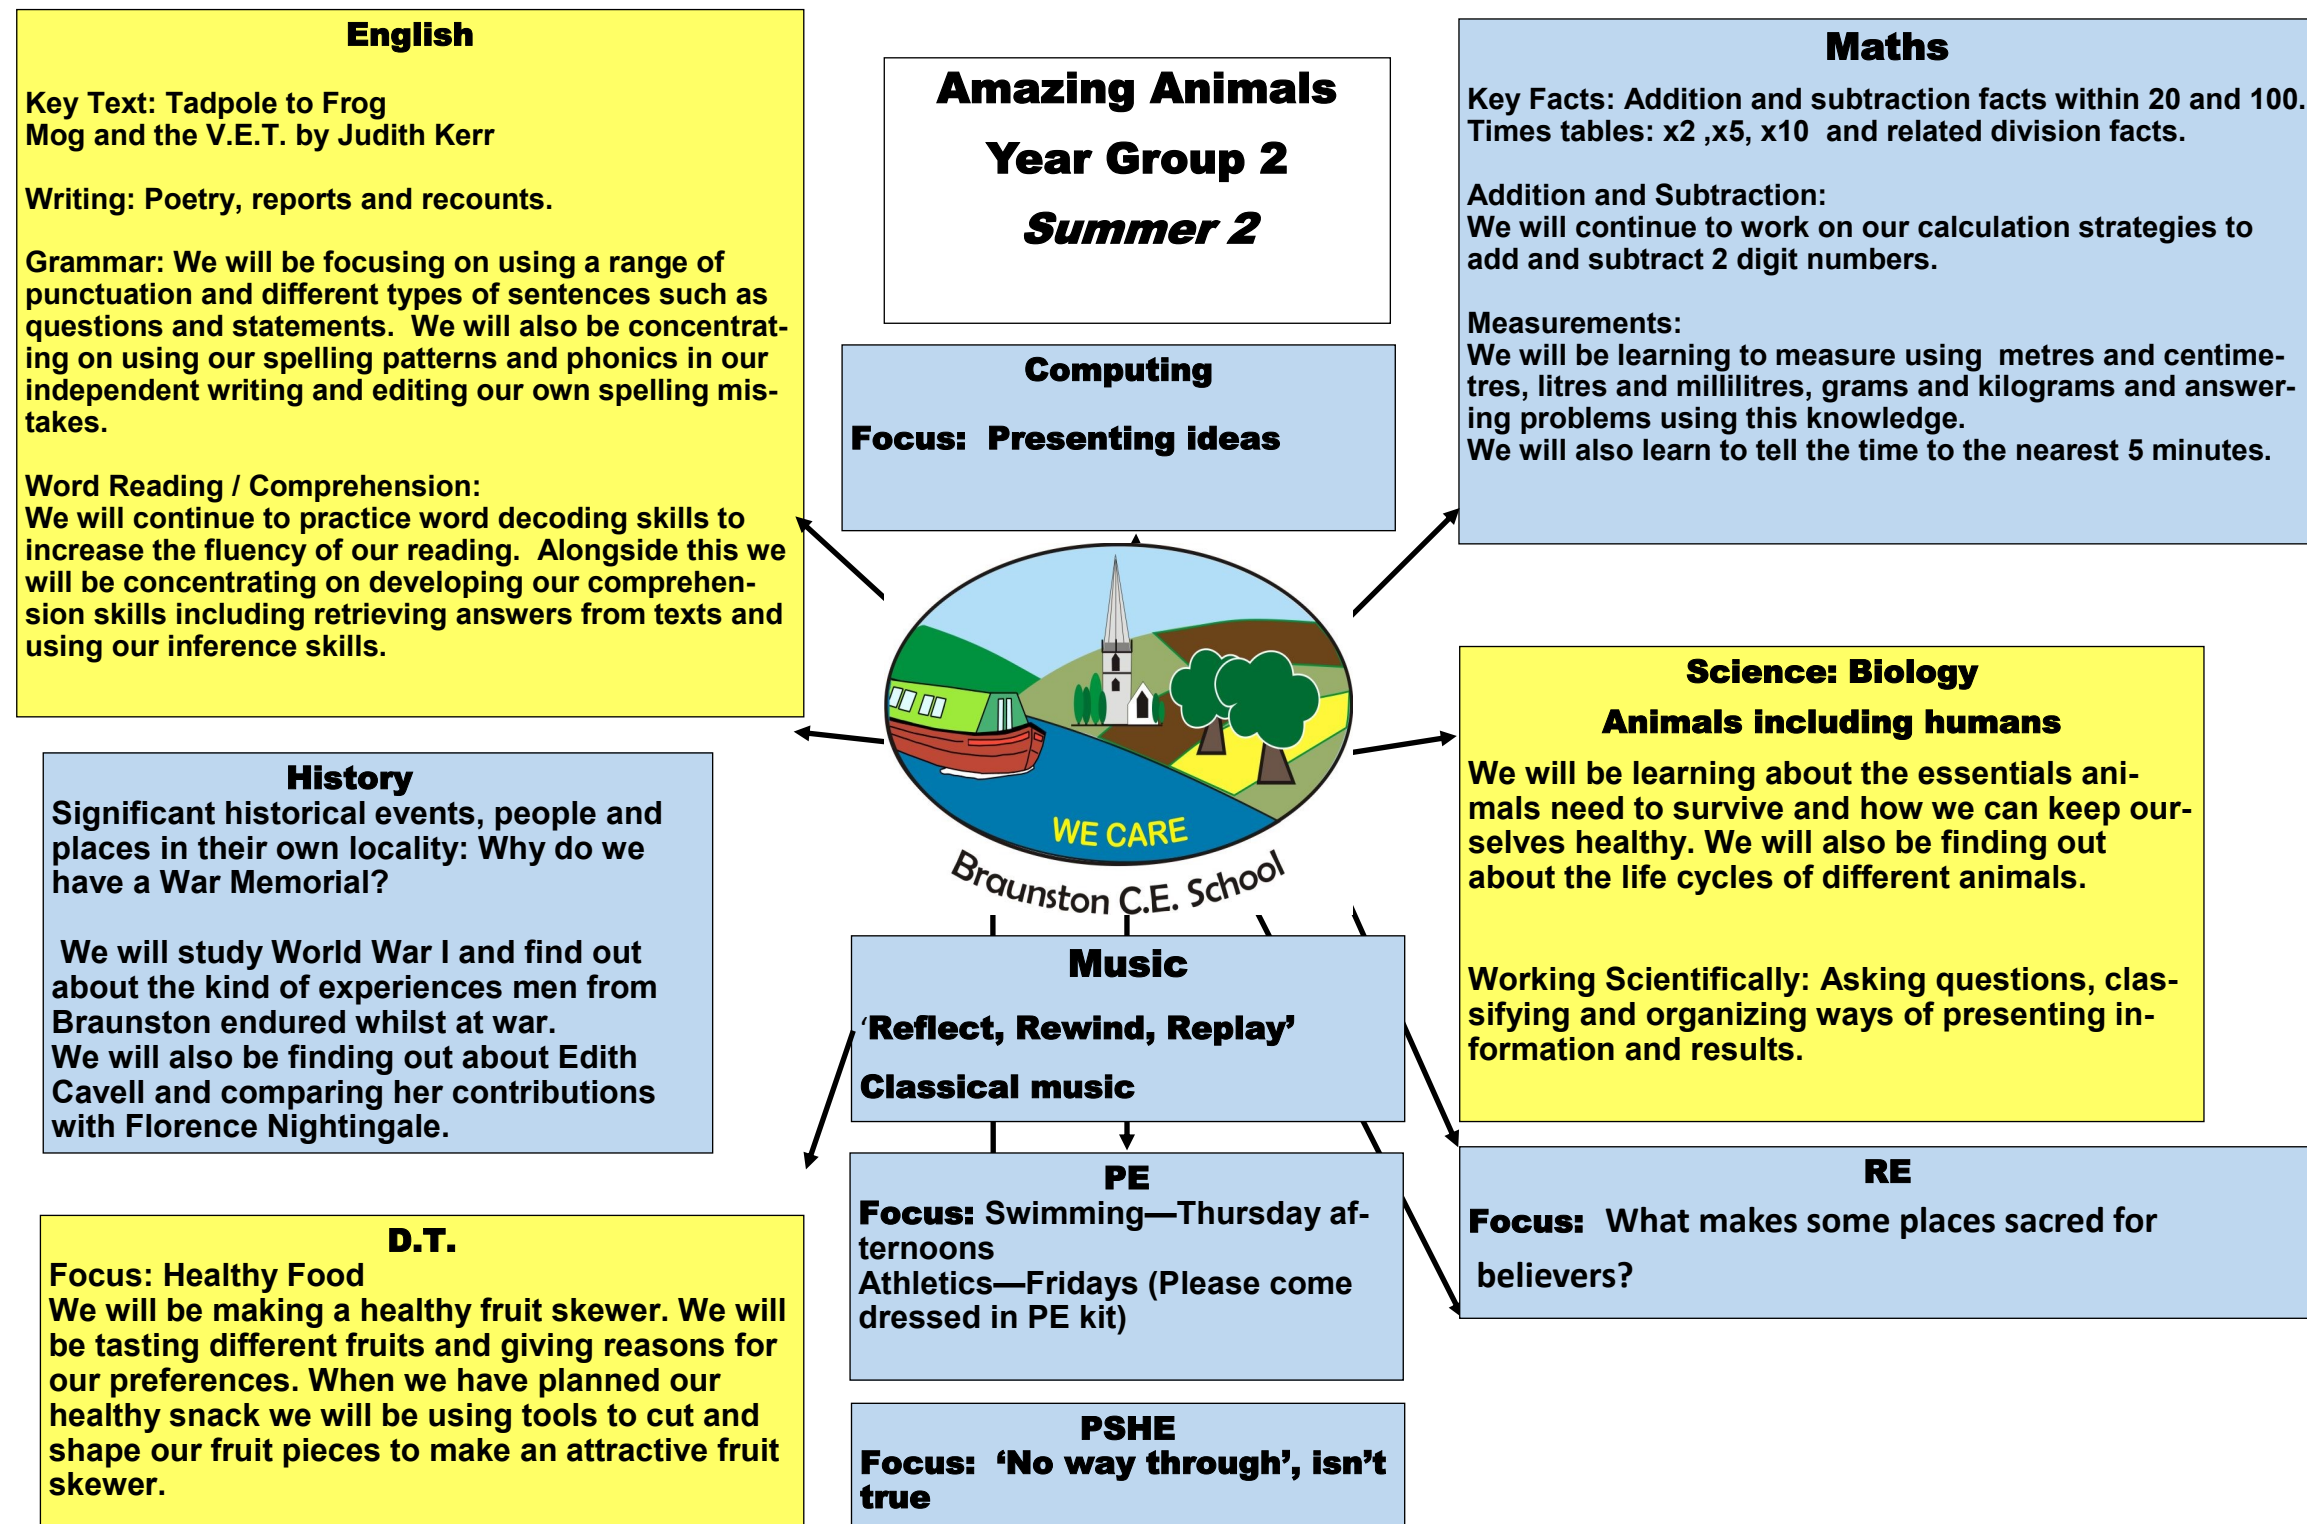 English
Key Text: Tadpole to Frog
Mog and the V.E.T. by Judith Kerr
Writing: Poetry, reports and recounts.
Grammar: We will be focusing on using a range of
punctuation and different types of sentences such as
questions and statements.  We will also be concentrat-
ing on using our spelling patterns and phonics in our
independent writing and editing our own spelling mis-
takes.
Word Reading / Comprehension:
We will continue to practice word decoding skills to
increase the fluency of our reading.  Alongside this we
will be concentrating on developing our comprehen-
sion skills including retrieving answers from texts and
using our inference skills.
Amazing Animals
Year Group 2
Summer 2
Maths
Key Facts: Addition and subtraction facts within 20 and 100.
Times tables: x2 ,x5, x10  and related division facts.
Addition and Subtraction:
We will continue to work on our calculation strategies to
add and subtract 2 digit numbers.
Measurements:
We will be learning to measure using  metres and centime-
tres, litres and millilitres, grams and kilograms and answer-
ing problems using this knowledge.
We will also learn to tell the time to the nearest 5 minutes.
Computing
Focus:  Presenting ideas
WE CARE
Braunston C.E. School
Science: Biology
Animals including humans
We will be learning about the essentials ani-
mals need to survive and how we can keep our-
selves healthy. We will also be finding out
about the life cycles of different animals.
Working Scientifically: Asking questions, clas-
sifying and organizing ways of presenting in-
formation and results.
History
Significant historical events, people and
places in their own locality: Why do we
have a War Memorial?
We will study World War I and find out
about the kind of experiences men from
Braunston endured whilst at war.
We will also be finding out about Edith
Cavell and comparing her contributions
with Florence Nightingale.
Music
‘Reflect, Rewind, Replay’
Classical music
PE
Focus: Swimming—Thursday af-
ternoons
Athletics—Fridays (Please come
dressed in PE kit)
RE
Focus:  What makes some places sacred for
believers?
D.T.
Focus: Healthy Food
We will be making a healthy fruit skewer. We will
be tasting different fruits and giving reasons for
our preferences. When we have planned our
healthy snack we will be using tools to cut and
shape our fruit pieces to make an attractive fruit
skewer.
PSHE
Focus:  ‘No way through’, isn’t
true